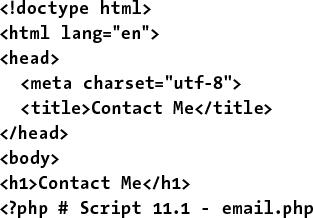 <!doctype html>
<html lang="en">
<head>
  <meta charset="utf-8">
  <title>Contact Me</title>
</head>
<body>
<h1>Contact Me</h1>
<?php # Script 11.1 - email.php